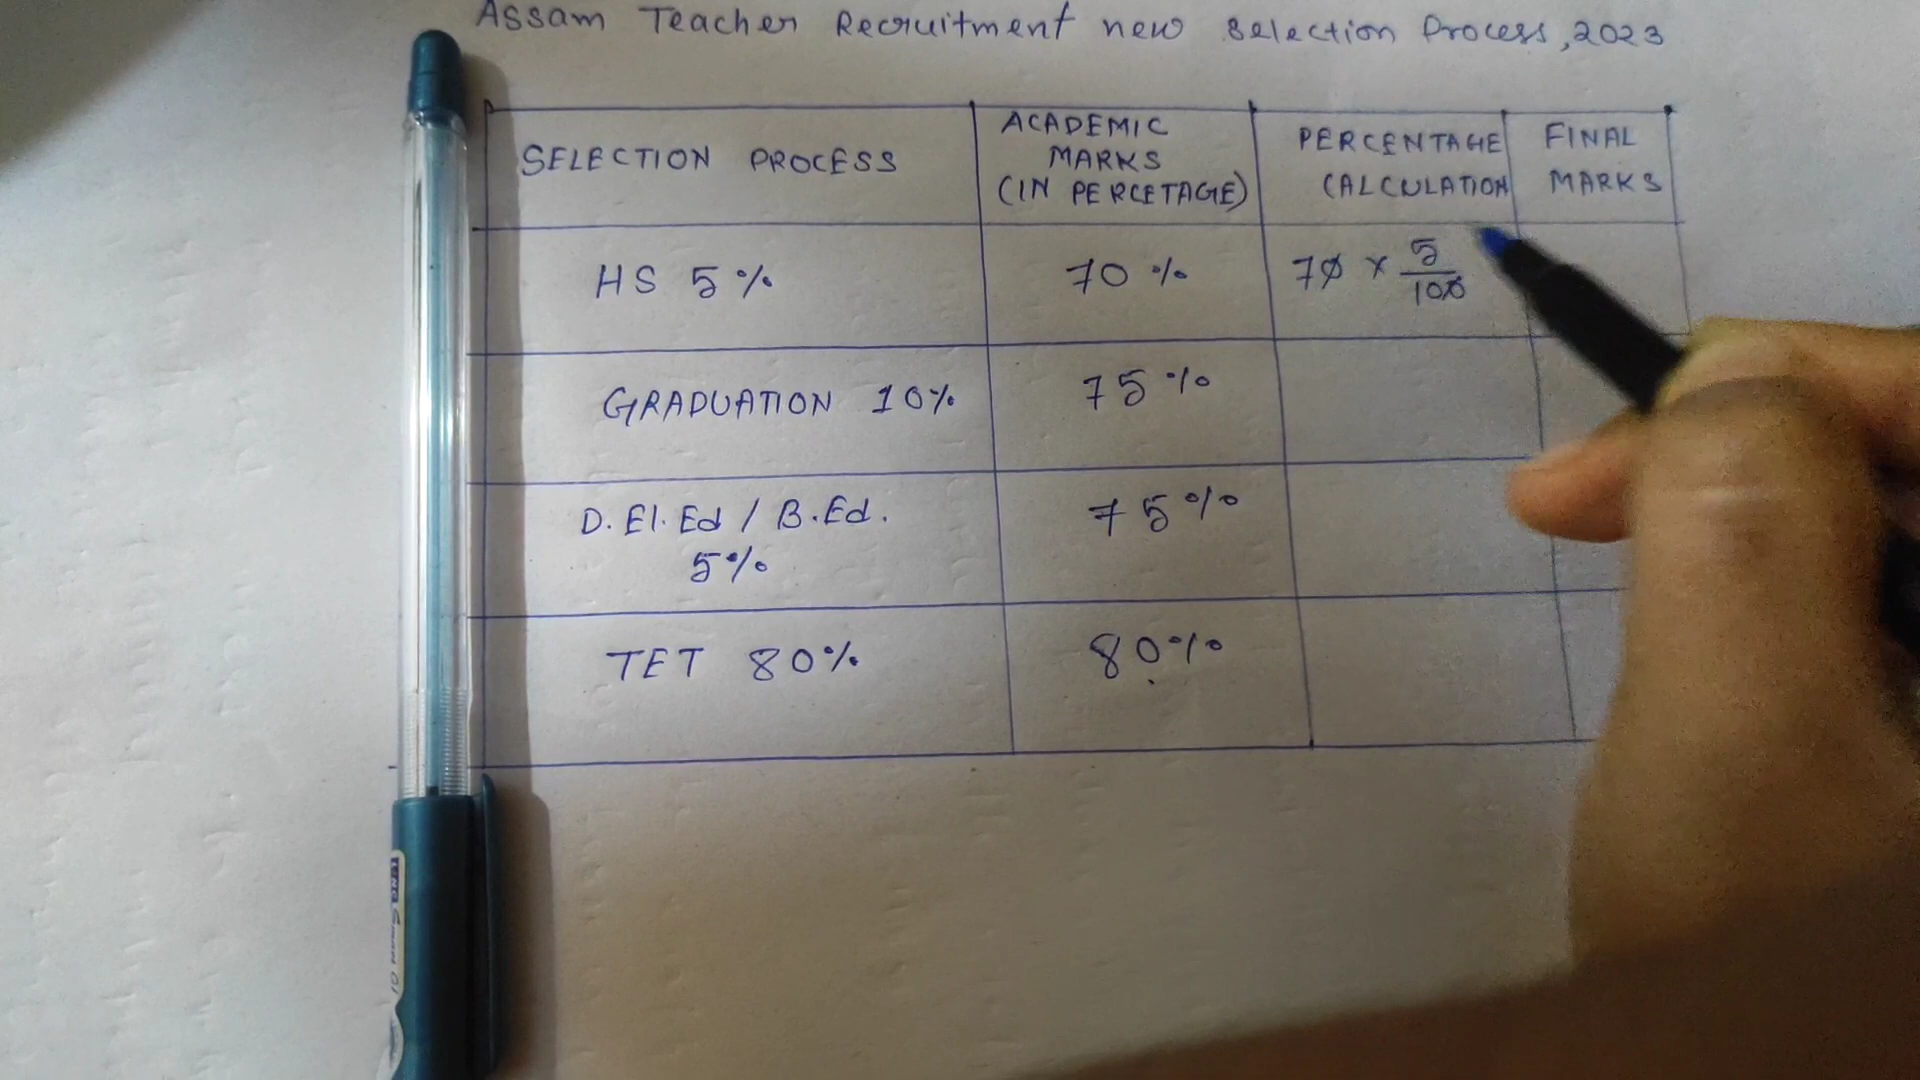 Assam Teacher Recruitment new selection Process, 2023
SELECTION PROCESS
ACADEMIC
MARKS
(IN PERCETAGE)
PERCENTAGE
CALCULATION
FINAL
MARKS
HS 5%
70%
70 × 5/100
GRADUATION 10%
75%
D.El.Ed / B.Ed.
5%
75%
TET 80%
80%